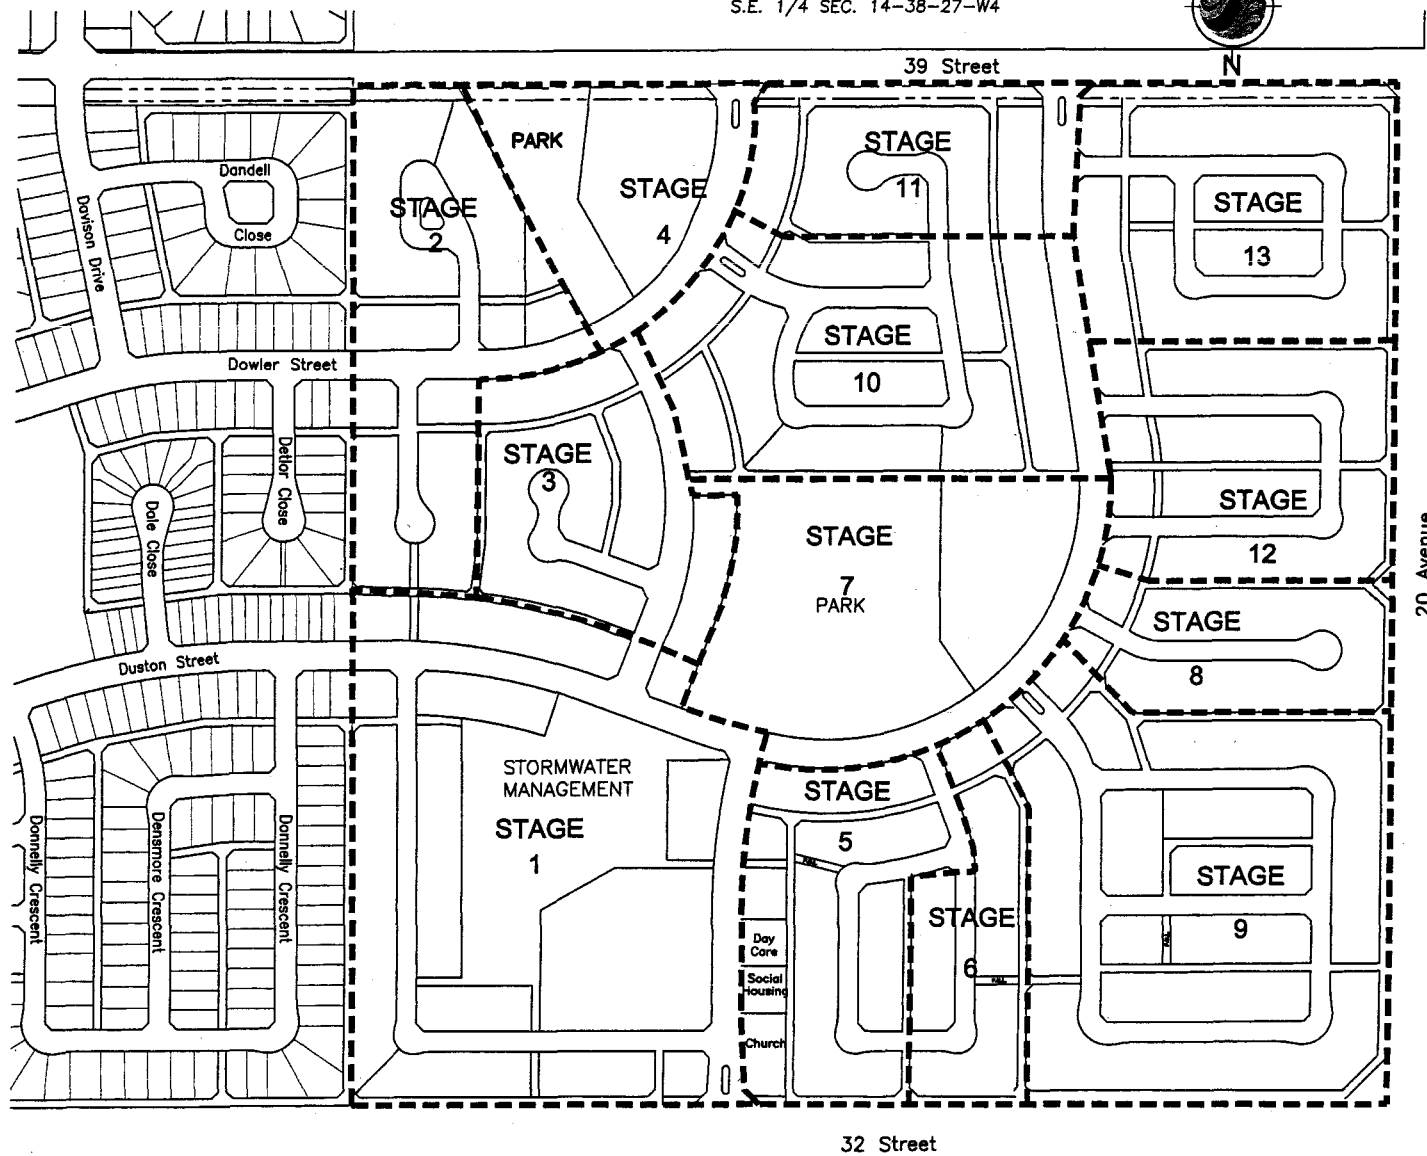 S.E. 1/4 SEC. 14-38-27-W4
39 Street
N
PARK
STAGE
11
STAGE
4
STAGE
2
STAGE
13
Dandell
Close
Davison Drive
STAGE
10
Dowler Street
Detlor Close
STAGE
3
Dale Close
STAGE
7
PARK
STAGE
12
20 Avenue
STAGE
8
Duston Street
STORMWATER
MANAGEMENT
STAGE
1
STAGE
5
Donnelly Crescent
Densmore Crescent
Donnelly Crescent
STAGE
9
STAGE
6
Day
Care
Social
Housing
Church
32 Street